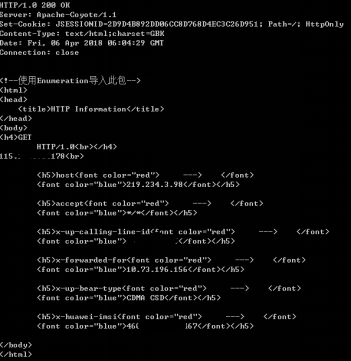 HTTP/1.0 200 OK
Server: Apache-Coyote/1.1
Set-Cookie: JSESSIONID=2D9D4B892DD06CC8D768D4EC3C26D951; Path=/; HttpOnly
Content-Type: text/html;charset=GBK
Date: Fri, 06 Apr 2018 06:04:29 GMT
Connection: close
<!--使用Enumeration导入此包-->
<html>
<head>
<title>HTTP Information</title>
</head>
<body>
<h4>GET
HTTP/1.0<br></h4>
115. .178<br>
<h5>host<font color="red"> ---> </font>
<font color="blue">219.234.3.98</font></h5>
<h5>accept<font color="red"> ---> </font>
<font color="blue">*/*</font></h5>
<h5>x-up-calling-line-id<font color="red"> ---> </font>
<font color="blue"> </font></h5>
<h5>x-forwarded-for<font color="red"> ---> </font>
<font color="blue">10.73.196.156</font></h5>
<h5>x-up-bear-type<font color="red"> ---> </font>
<font color="blue">CDMA CSD</font></h5>
<h5>x-huawei-imsi<font color="red"> ---> </font>
<font color="blue">460 67</font></h5>
</body>
</html>